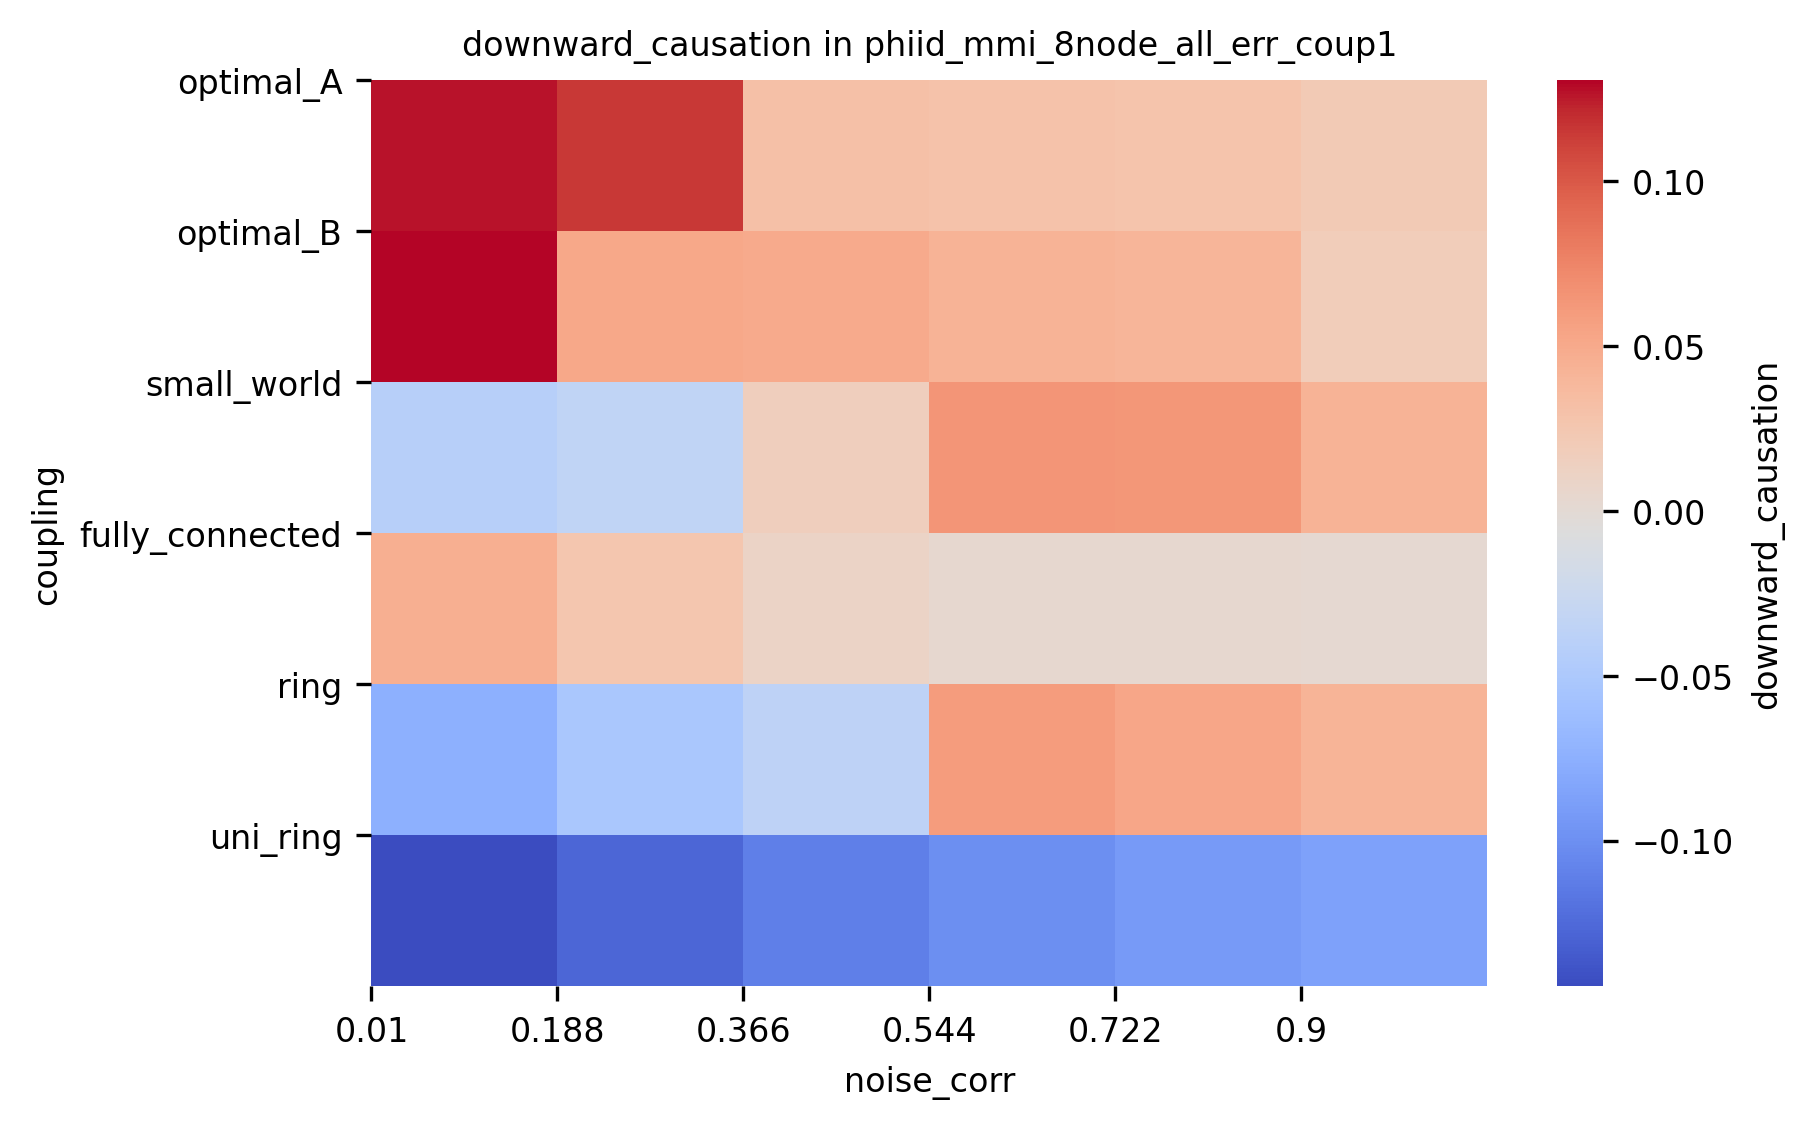 downward_causation in phiid_mmi_8node_all_err_coup1
optimal_A
optimal_B
small_world
fully_connected
ring
uni_ring
coupling
0.01 0.188 0.366 0.544 0.722 0.9
noise_corr
0.10
0.05
0.00
−0.05
−0.10
downward_causation